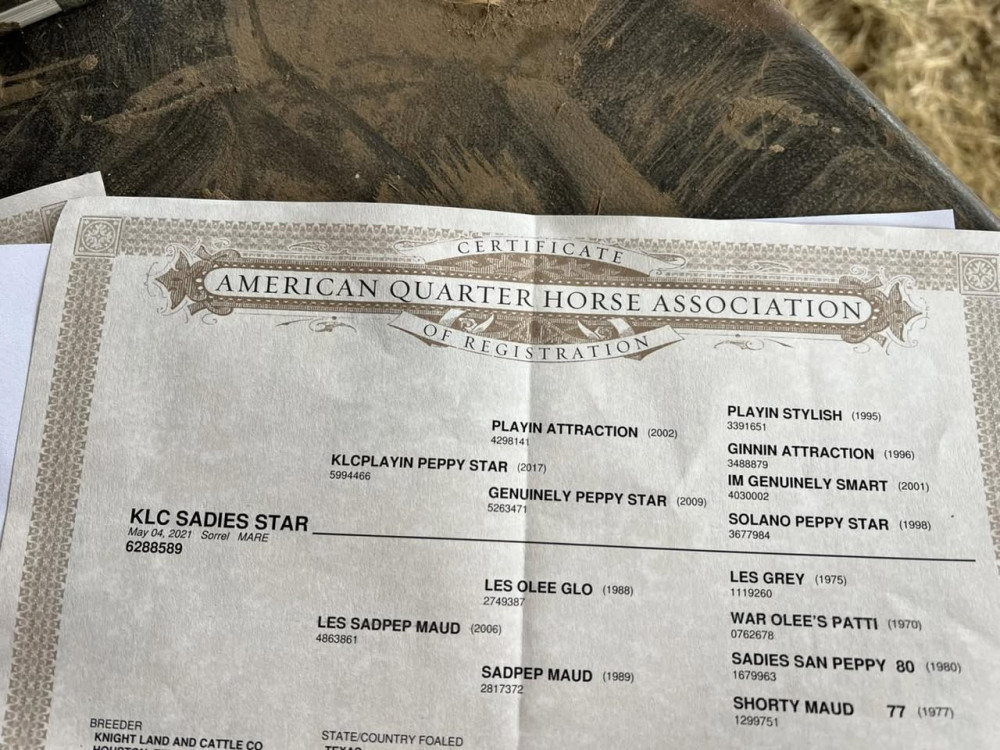 CERTIFICATE
AMERICAN QUARTER HORSE ASSOCIATION
OF REGISTRATION
PLAYIN STYLISH (1995)
3391651
PLAYIN ATTRACTION (2002)
4298141
GINNIN ATTRACTION (1996)
3488879
KLCPLAYIN PEPPY STAR (2017)
5994466
IM GENUINELY SMART (2001)
4030002
GENUINELY PEPPY STAR (2009)
5263471
SOLANO PEPPY STAR (1998)
3677984
KLC SADIES STAR
May 04, 2021 Sorrel MARE
6288589
LES GREY (1975)
1119260
LES OLEE GLO (1988)
2749387
WAR OLEE'S PATTI (1970)
0762678
LES SADPEP MAUD (2006)
4863861
SADIES SAN PEPPY 80 (1980)
1679963
SADPEP MAUD (1989)
2817372
SHORTY MAUD 77 (1977)
1299751
BREEDER
KNIGHT LAND AND CATTLE CO
STATE/COUNTRY FOALED
TEXAS